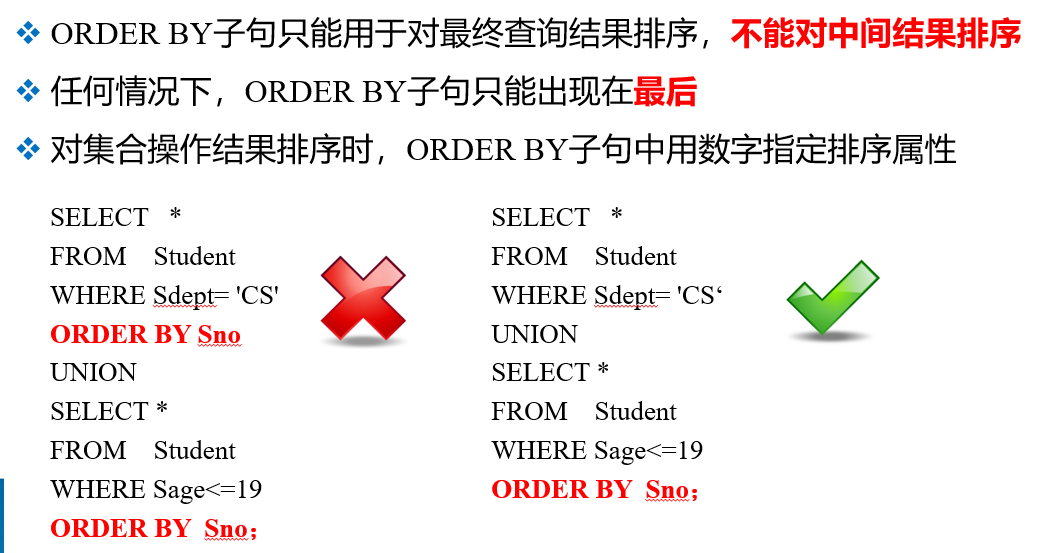 ORDER BY子句只能用于对最终查询结果排序，不能对中间结果排序
任何情况下，ORDER BY子句只能出现在最后
对集合操作结果排序时，ORDER BY子句中用数字指定排序属性
SELECT *
FROM Student
WHERE Sdept= 'CS'
ORDER BY Sno
UNION
SELECT *
FROM Student
WHERE Sage<=19
ORDER BY Sno；
SELECT *
FROM Student
WHERE Sdept= 'CS‘
UNION
SELECT *
FROM Student
WHERE Sage<=19
ORDER BY Sno；